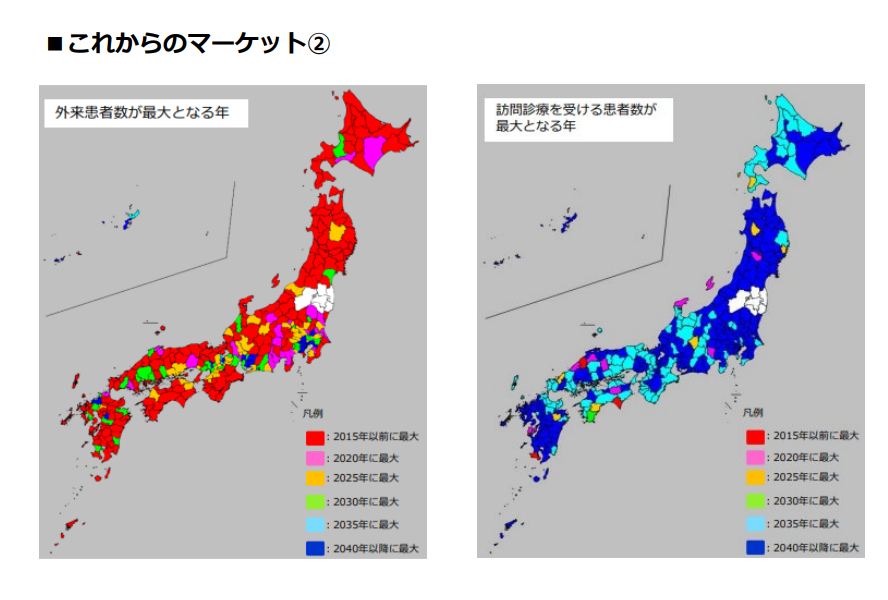 ■これからのマーケット②
外来患者数が最大となる年
凡例
：2015年以前に最大
：2020年に最大
：2025年に最大
：2030年に最大
：2035年に最大
：2040年以降に最大
訪問診療を受ける患者数が
最大となる年
凡例
：2015年以前に最大
：2020年に最大
：2025年に最大
：2030年に最大
：2035年に最大
：2040年以降に最大